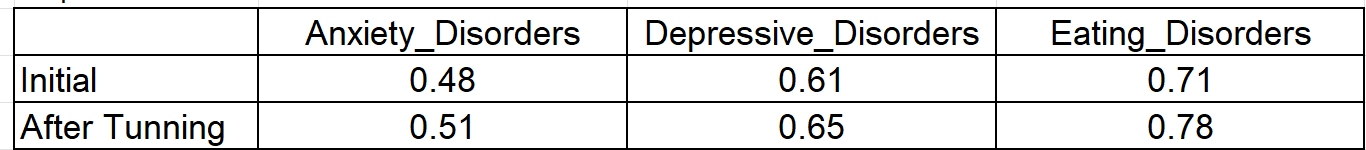 Anxiety_Disorders Depressive_Disorders Eating_Disorders
Initial 0.48 0.61 0.71
After Tunning 0.51 0.65 0.78